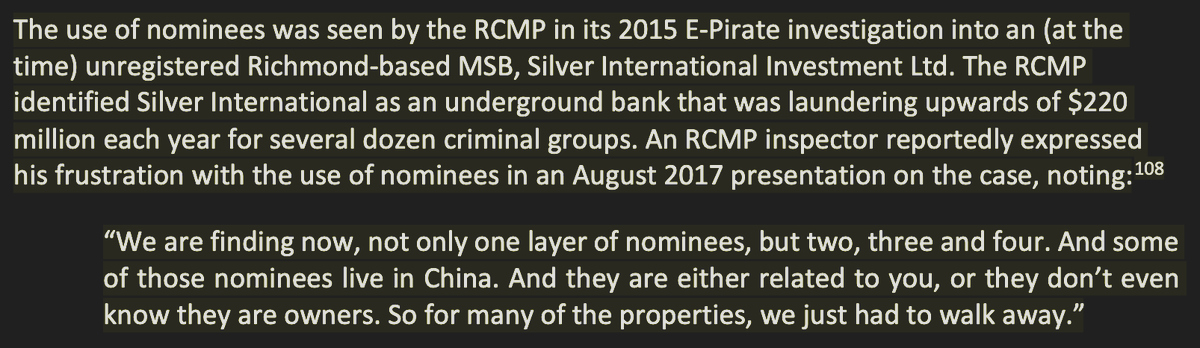 The use of nominees was seen by the RCMP in its 2015 E-Pirate investigation into an (at the
time) unregistered Richmond-based MSB, Silver International Investment Ltd. The RCMP
identified Silver International as an underground bank that was laundering upwards of $220
million each year for several dozen criminal groups. An RCMP inspector reportedly expressed
his frustration with the use of nominees in an August 2017 presentation on the case, noting:108
“We are finding now, not only one layer of nominees, but two, three and four. And some
of those nominees live in China. And they are either related to you, or they don’t even
know they are owners. So for many of the properties, we just had to walk away.”